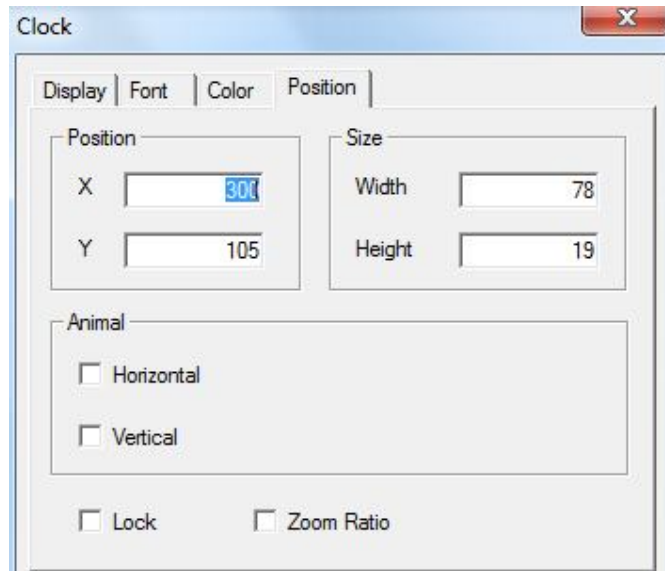 Clock
Display Font Color Position
Position
X 300
Y 105
Size
Width 78
Height 19
Animal
Horizontal
Vertical
Lock Zoom Ratio